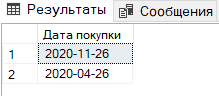 Результаты Сообщения
Дата покупки
1 2020-11-26
2 2020-04-26